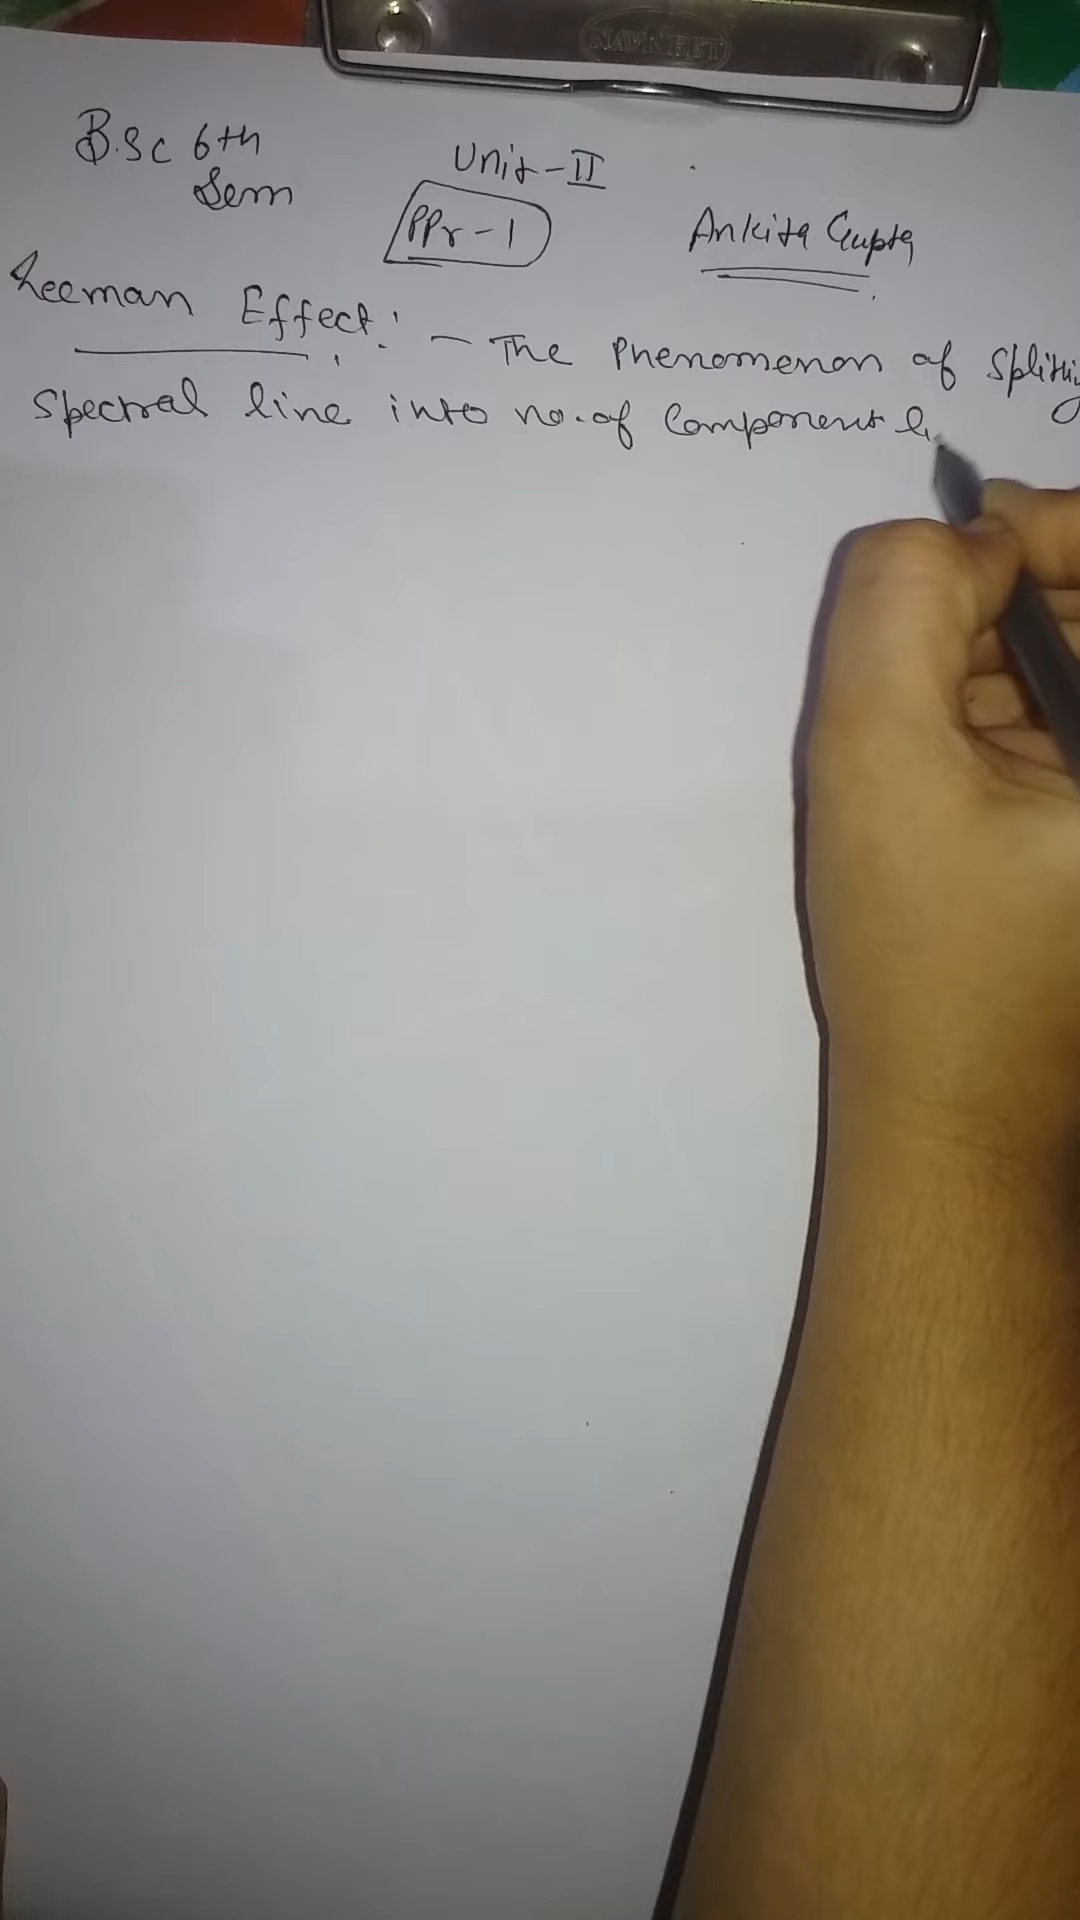 NAVNEET
B.Sc 6th
Sem
Unit-II
PPr-1
Ankita Gupta
Zeeman Effect:- The Phenomenon of
Spectral line into no. of Component